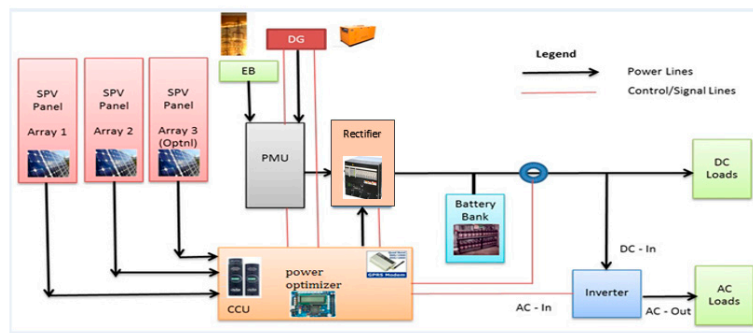 DG
EB
Legend
Power Lines
Control/Signal Lines
SPV
Panel
Array 1
SPV
Panel
Array 2
SPV
Panel
Array 3
(Optnl)
PMU
Rectifier
DC
Loads
Battery
Bank
DC - In
GPRS Modem
power
optimizer
CCU
AC - In
Inverter
AC - Out
AC
Loads